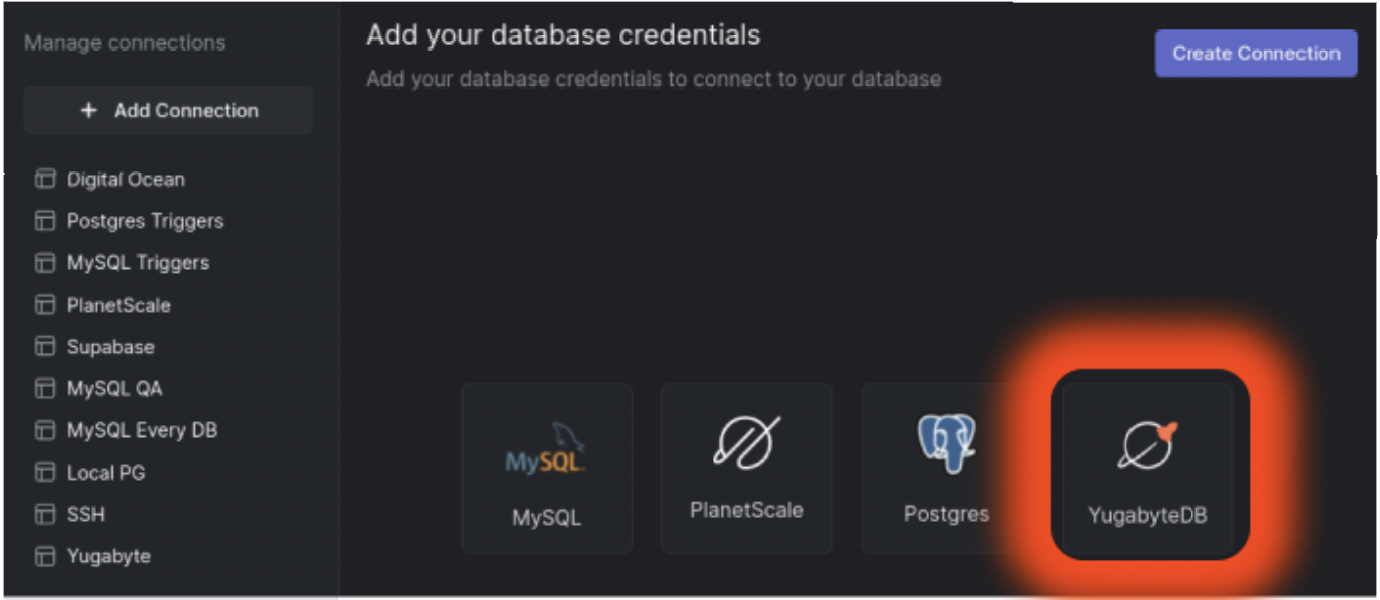 Manage connections
+ Add Connection
Digital Ocean
Postgres Triggers
MySQL Triggers
PlanetScale
Supabase
MySQL QA
MySQL Every DB
Local PG
SSH
Yugabyte
Add your database credentials
Add your database credentials to connect to your database
Create Connection
MySQL
MySQL
PlanetScale
Postgres
YugabyteDB